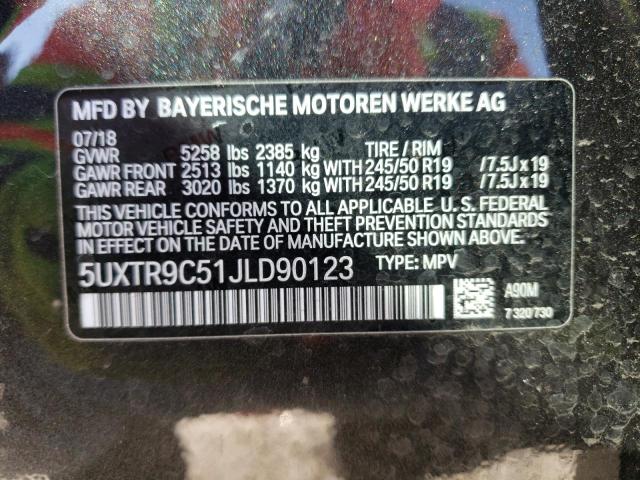 MFD BY BAYERISCHE MOTOREN WERKE AG
07/18
GVWR 5258 lbs 2385 kg TIRE / RIM
GAWR FRONT 2513 lbs 1140 kg WITH 245/50 R19 /7.5J x 19
GAWR REAR 3020 lbs 1370 kg WITH 245/50 R19 /7.5J x 19
THIS VEHICLE CONFORMS TO ALL APPLICABLE U. S. FEDERAL
MOTOR VEHICLE SAFETY, BUMPER AND THEFT PREVENTION STANDARDS
IN EFFECT ON THE DATE OF MANUFACTURE SHOWN ABOVE.
5UXTR9C51JLD90123 TYPE: MPV
A90M
7 320 730